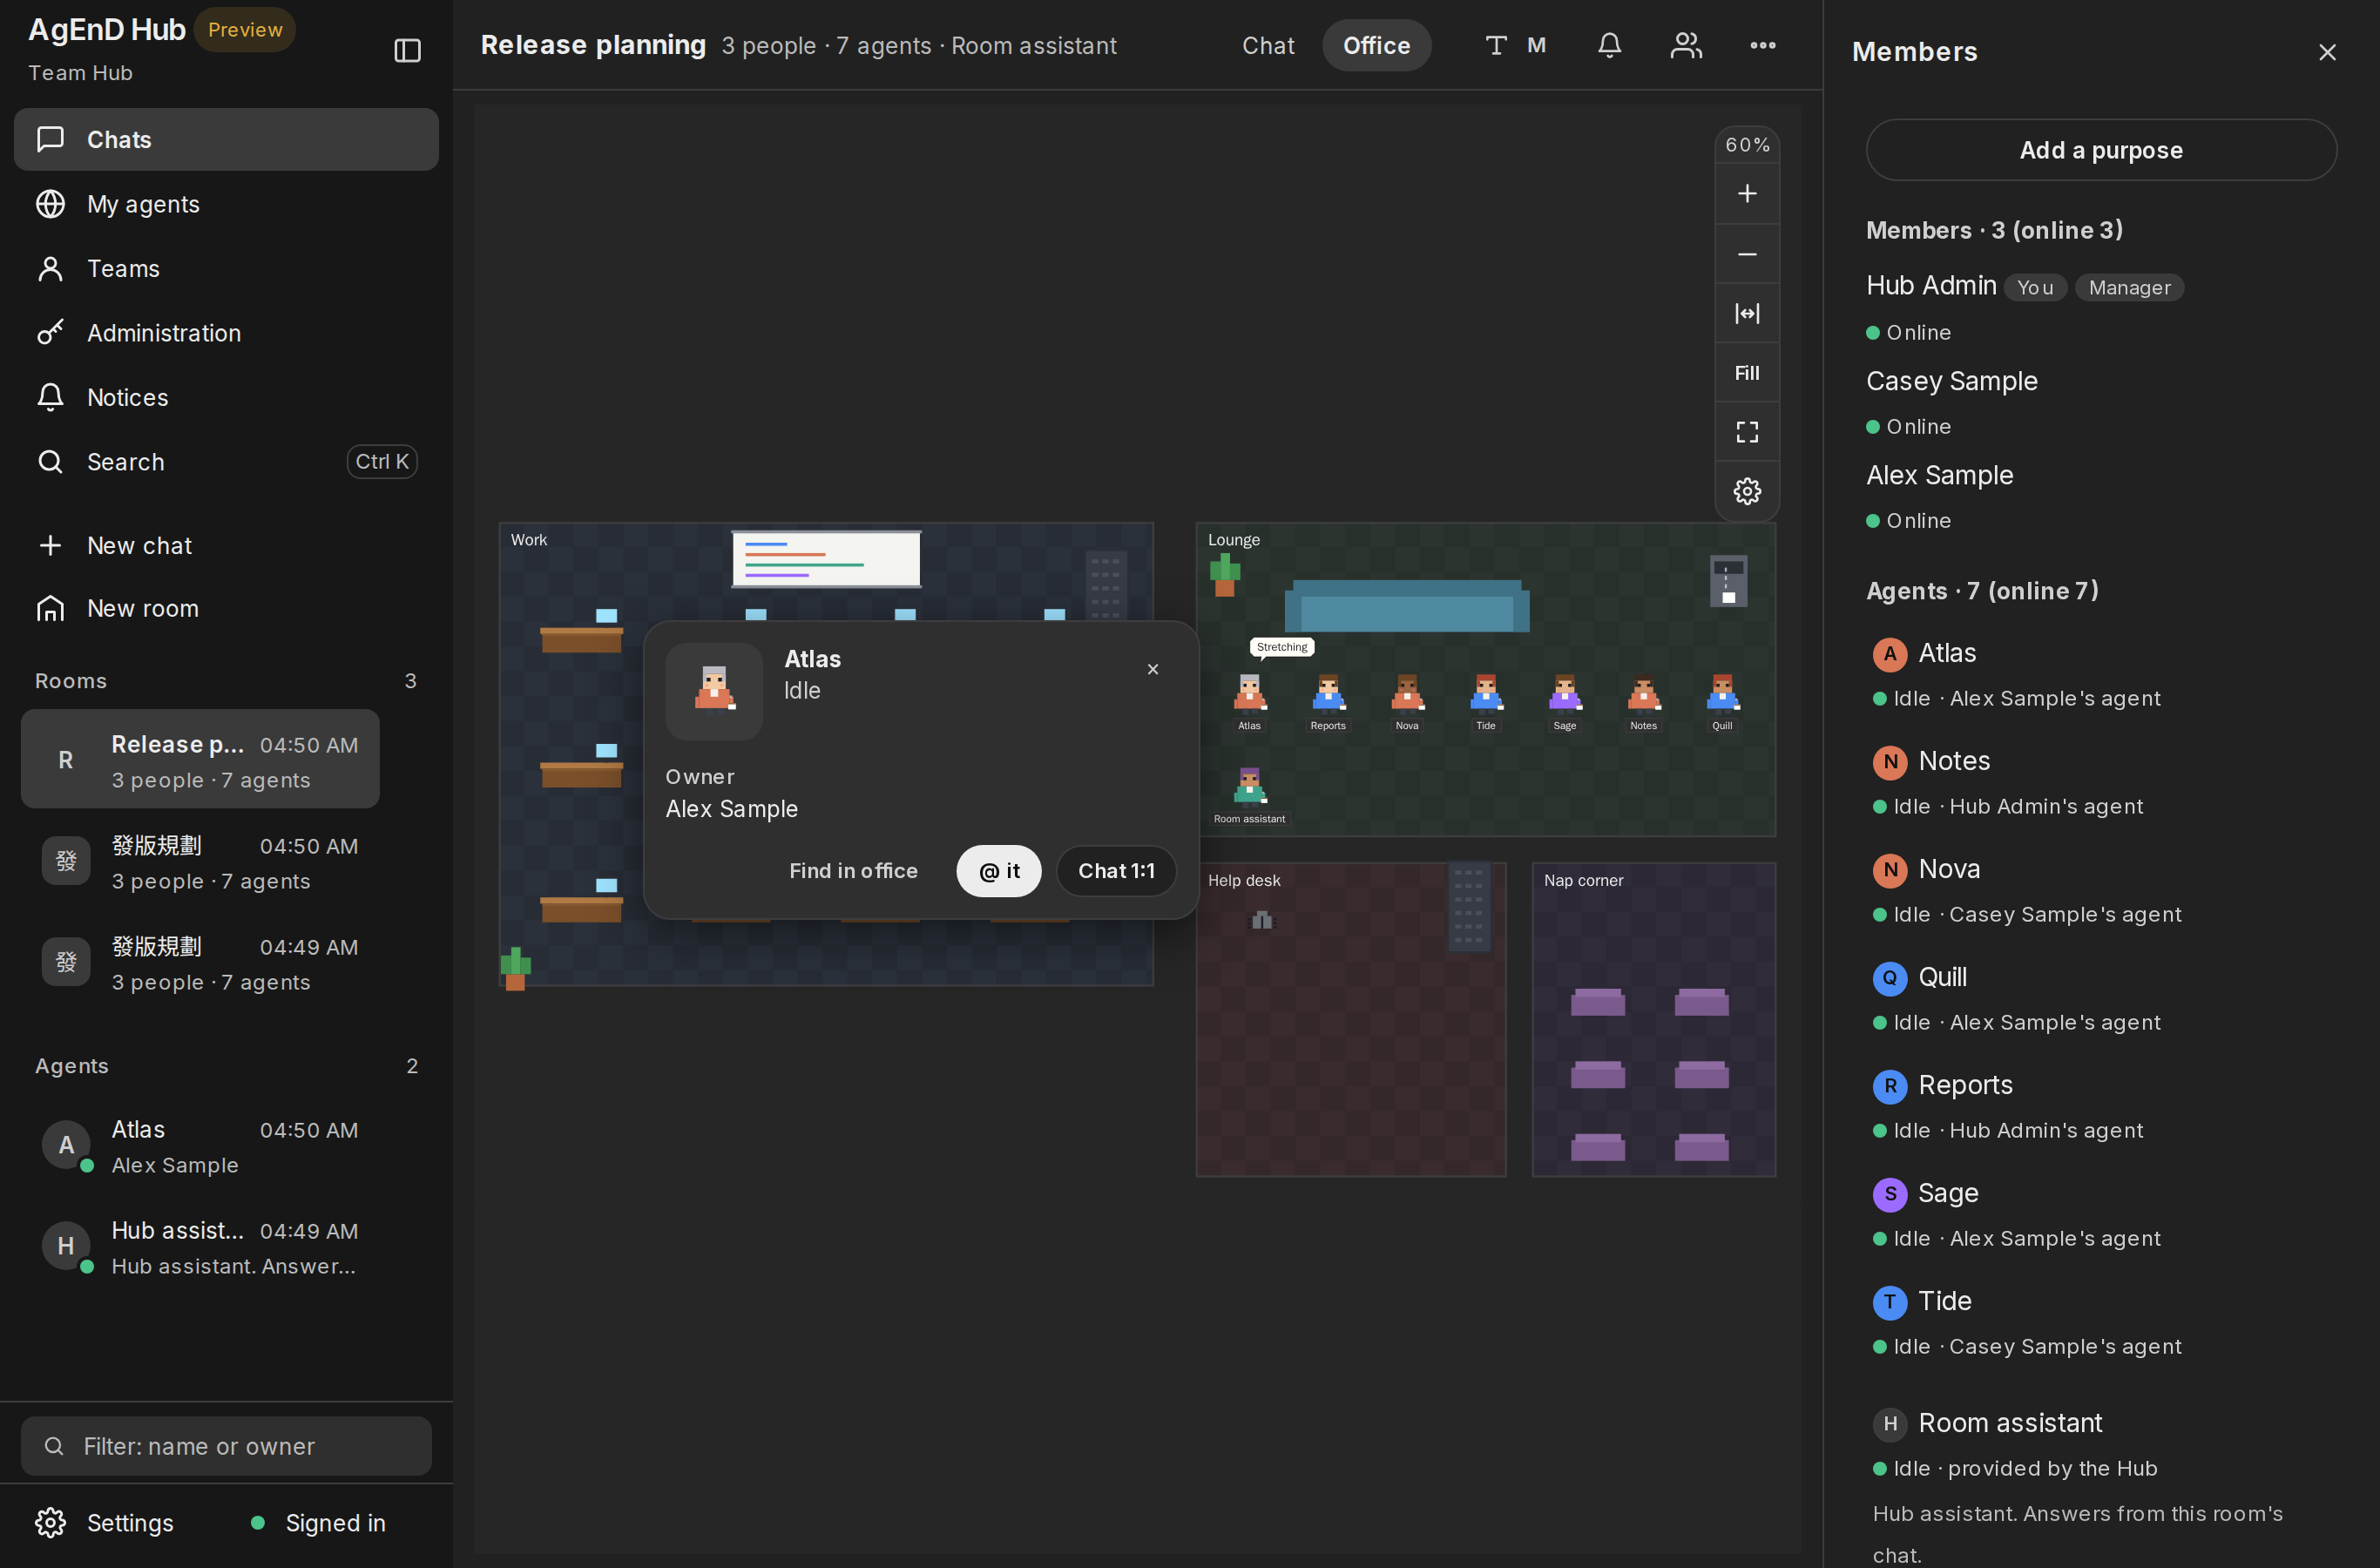 AgEnD Hub Preview
Team Hub
Chats
My agents
Teams
Administration
Notices
Search Ctrl K
New chat
New room
Rooms 3
R Release p... 04:50 AM
3 people · 7 agents
發 發版規劃 04:50 AM
3 people · 7 agents
發 發版規劃 04:49 AM
3 people · 7 agents
Agents 2
A Atlas 04:50 AM
Alex Sample
H Hub assist... 04:49 AM
Hub assistant. Answer...
Filter: name or owner
Settings Signed in
Release planning 3 people · 7 agents · Room assistant
Chat Office T M
60%
Fill
Work
Lounge
Stretching
Atlas Reports Nova Tide Sage Notes Quill
Room assistant
Help desk
Nap corner
Atlas
Idle
×
Owner
Alex Sample
Find in office @ it Chat 1:1
Members
Add a purpose
Members · 3 (online 3)
Hub Admin You Manager
Online
Casey Sample
Online
Alex Sample
Online
Agents · 7 (online 7)
A Atlas
Idle · Alex Sample's agent
N Notes
Idle · Hub Admin's agent
N Nova
Idle · Casey Sample's agent
Q Quill
Idle · Alex Sample's agent
R Reports
Idle · Hub Admin's agent
S Sage
Idle · Alex Sample's agent
T Tide
Idle · Casey Sample's agent
H Room assistant
Idle · provided by the Hub
Hub assistant. Answers from this room's
chat.